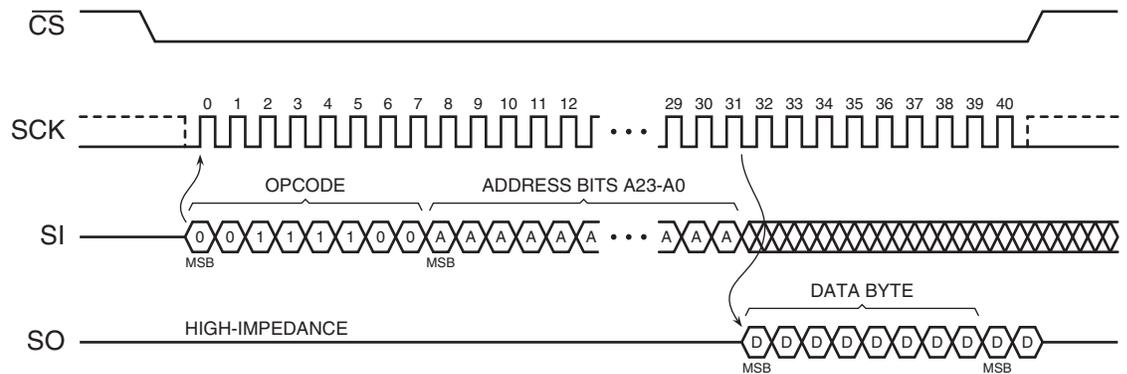 CS
0 1 2 3 4 5 6 7 8 9 10 11 12 29 30 31 32 33 34 35 36 37 38 39 40
SCK
OPCODE ADDRESS BITS A23-A0
SI 0 0 1 1 1 1 0 0 A A A A A A A A A
MSB MSB
DATA BYTE
HIGH-IMPEDANCE
SO D D D D D D D D D D
MSB MSB